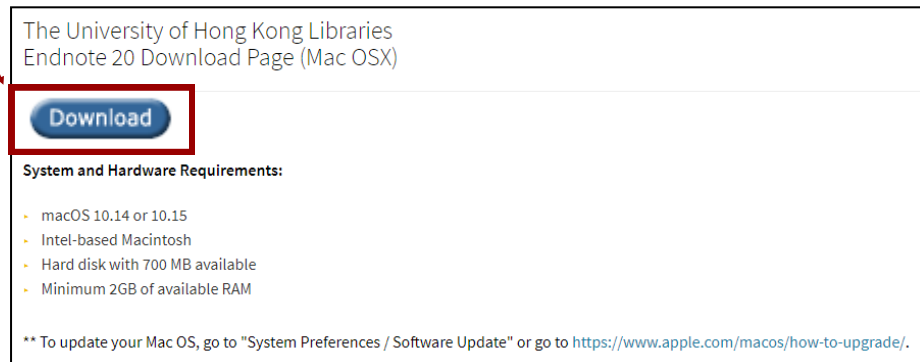 The University of Hong Kong Libraries
Endnote 20 Download Page (Mac OSX)
Download
System and Hardware Requirements:
macOS 10.14 or 10.15
Intel-based Macintosh
Hard disk with 700 MB available
Minimum 2GB of available RAM
** To update your Mac OS, go to "System Preferences / Software Update" or go to https://www.apple.com/macos/how-to-upgrade/.